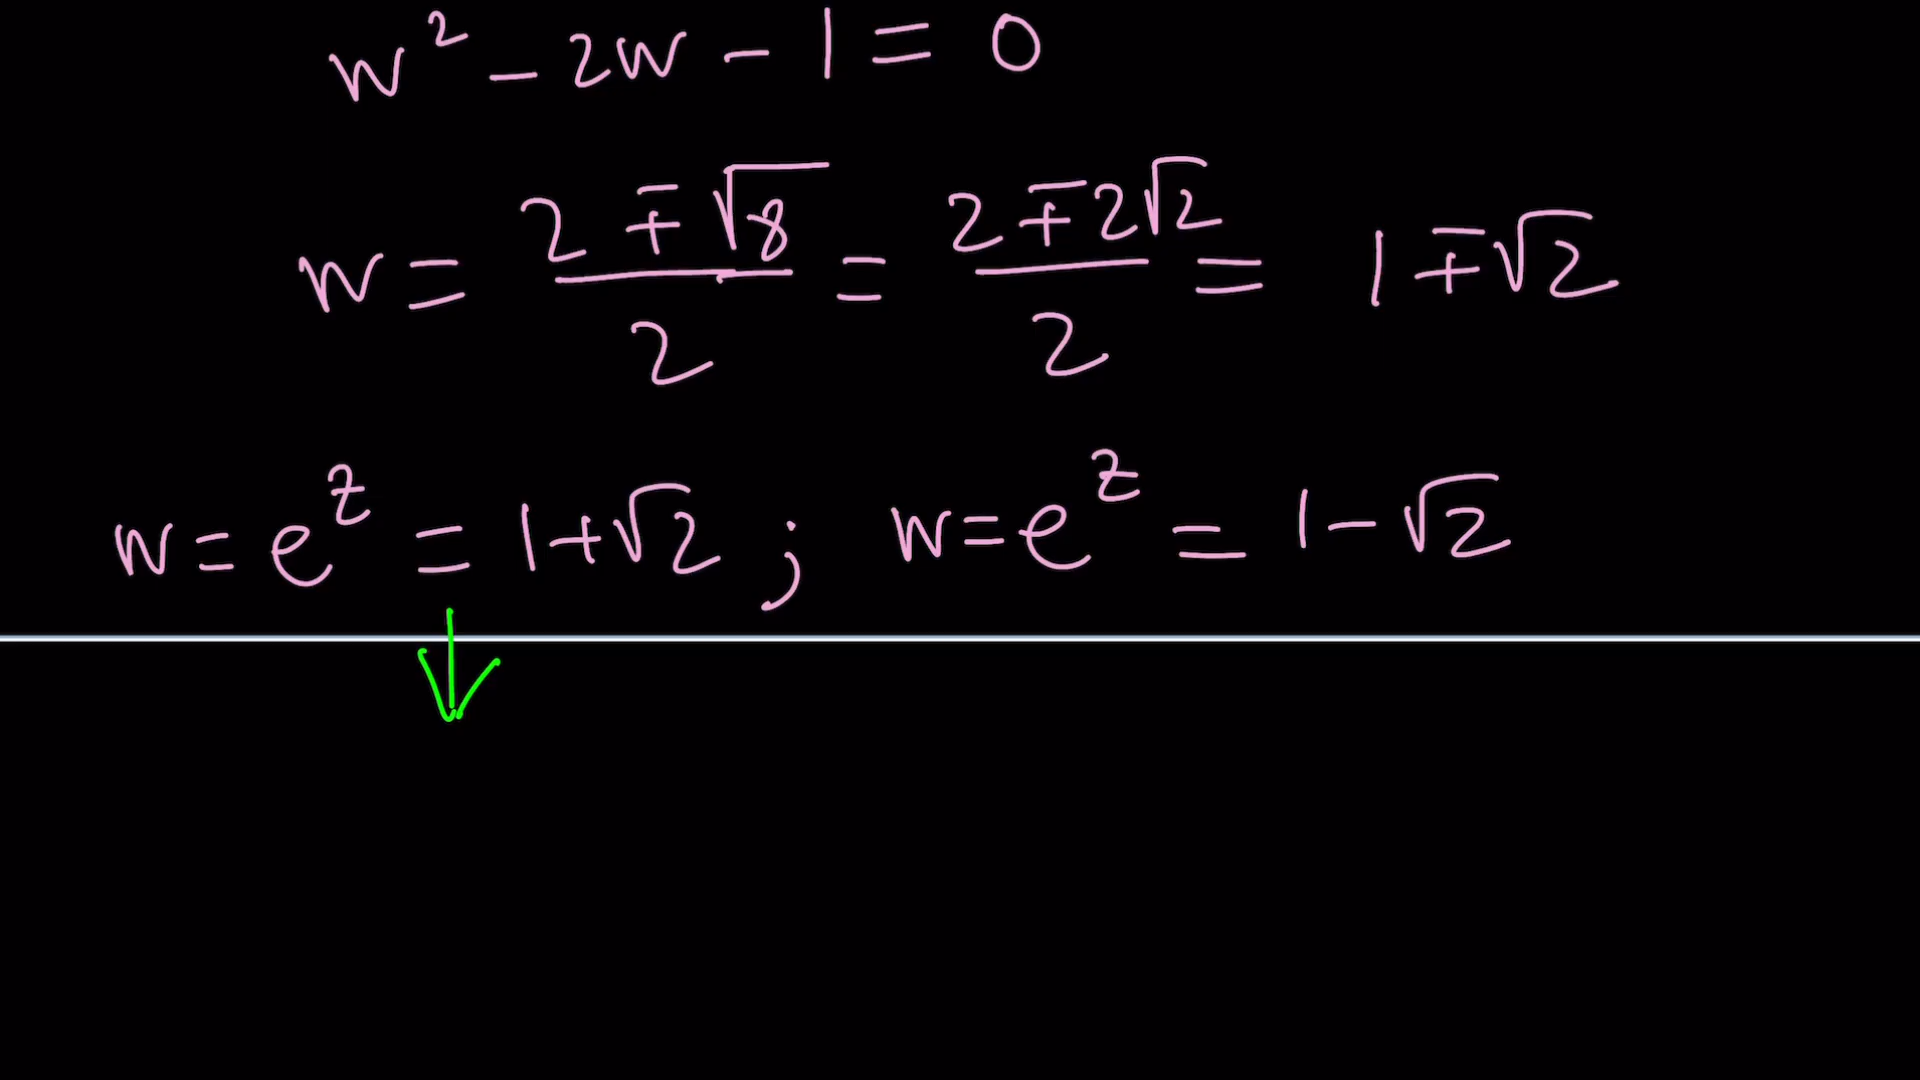 w² - 2w - 1 = 0
w = (2 ∓ √8)/2 = (2 ∓ 2√2)/2 = 1 ∓ √2
w = e^z = 1+√2 ; w = e^z = 1-√2